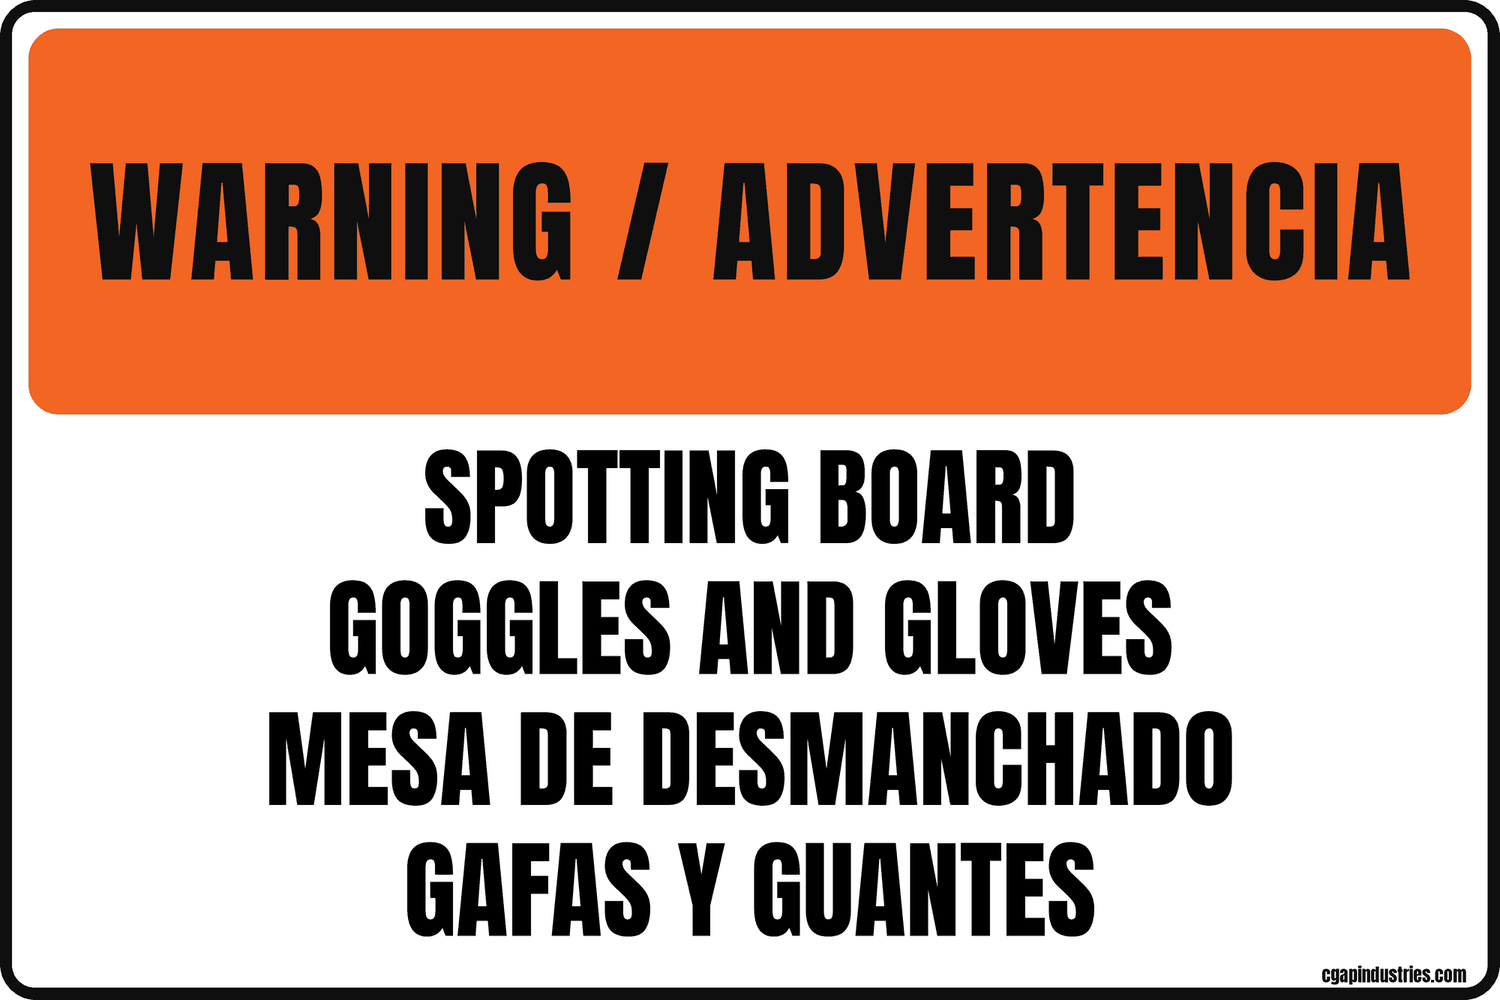 WARNING / ADVERTENCIA
SPOTTING BOARD
GOGGLES AND GLOVES
MESA DE DESMANCHADO
GAFAS Y GUANTES
cgapindustries.com